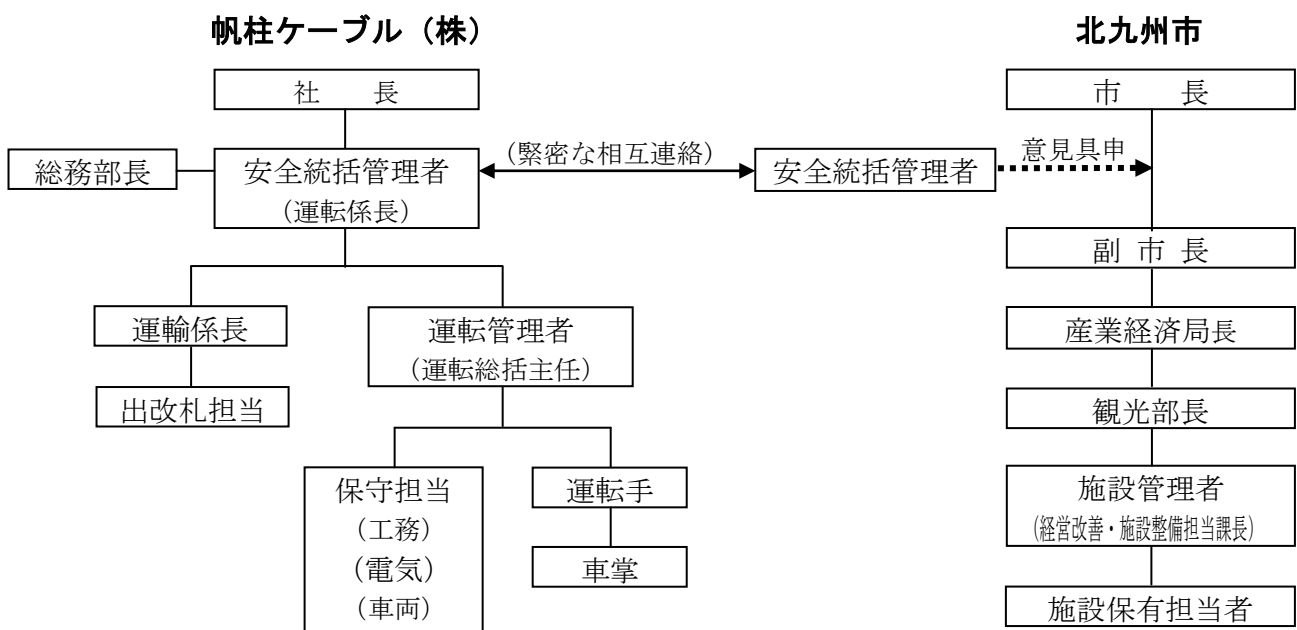 帆柱ケーブル（株）
社　　長
総務部長
安全統括管理者
（運転係長）
運輸係長
出改札担当
運転管理者
（運転総括主任）
保守担当
（工務）
（電気）
（車両）
運転手
車掌
（緊密な相互連絡）
北九州市
市　　長
安全統括管理者
意見具申
副 市 長
産業経済局長
観光部長
施設管理者
（経営改善・施設整備担当課長）
施設保有担当者